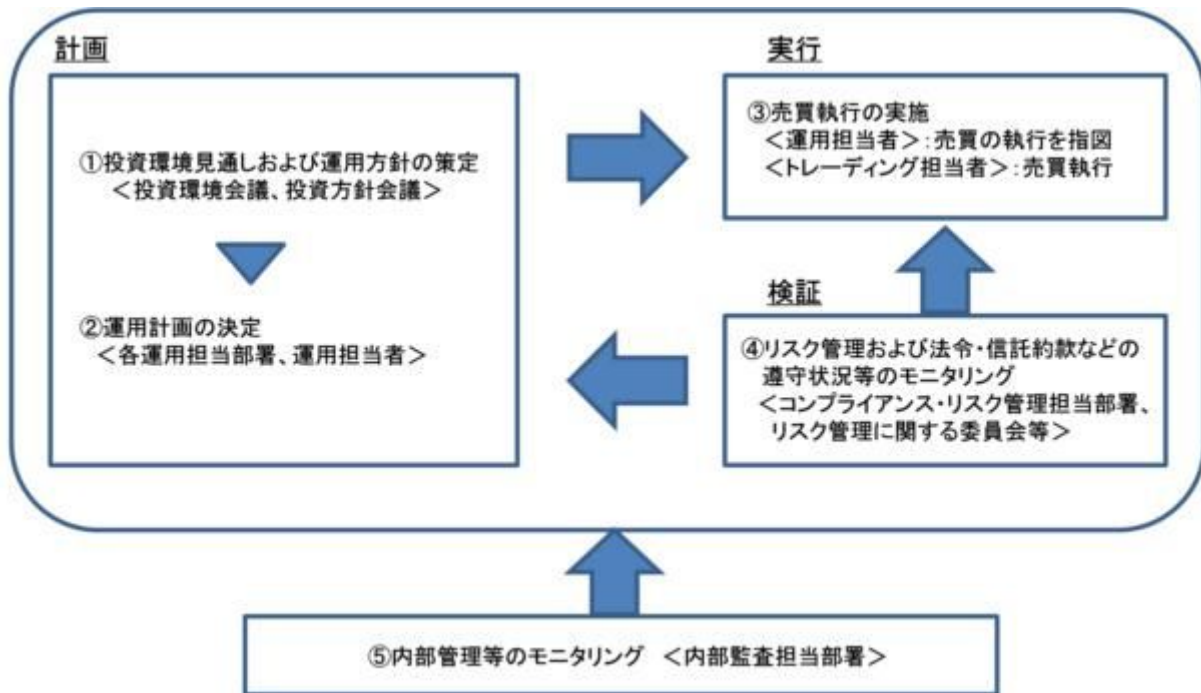 計画
①投資環境見通しおよび運用方針の策定
＜投資環境会議、投資方針会議＞
②運用計画の決定
＜各運用担当部署、運用担当者＞
実行
③売買執行の実施
＜運用担当者＞：売買の執行を指図
＜トレーディング担当者＞：売買執行
検証
④リスク管理および法令・信託約款などの
遵守状況等のモニタリング
＜コンプライアンス・リスク管理担当部署、
リスク管理に関する委員会等＞
⑤内部管理等のモニタリング　＜内部監査担当部署＞